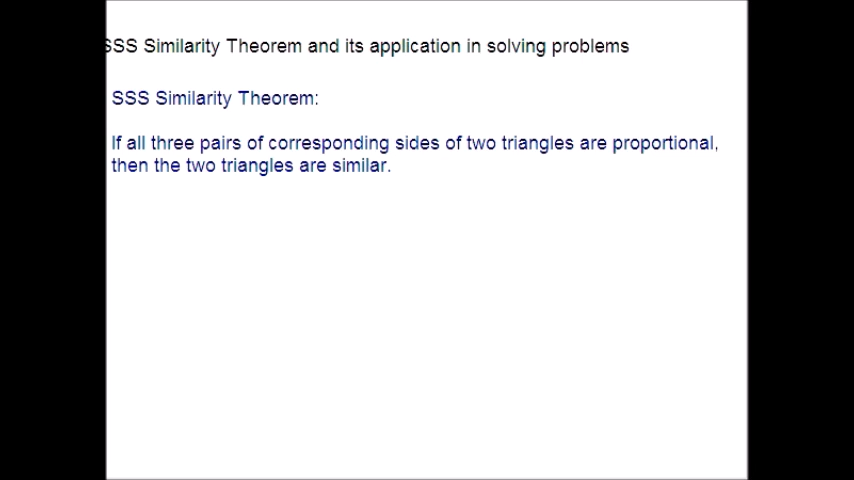 SSS Similarity Theorem and its application in solving problems
SSS Similarity Theorem:
If all three pairs of corresponding sides of two triangles are proportional,
then the two triangles are similar.